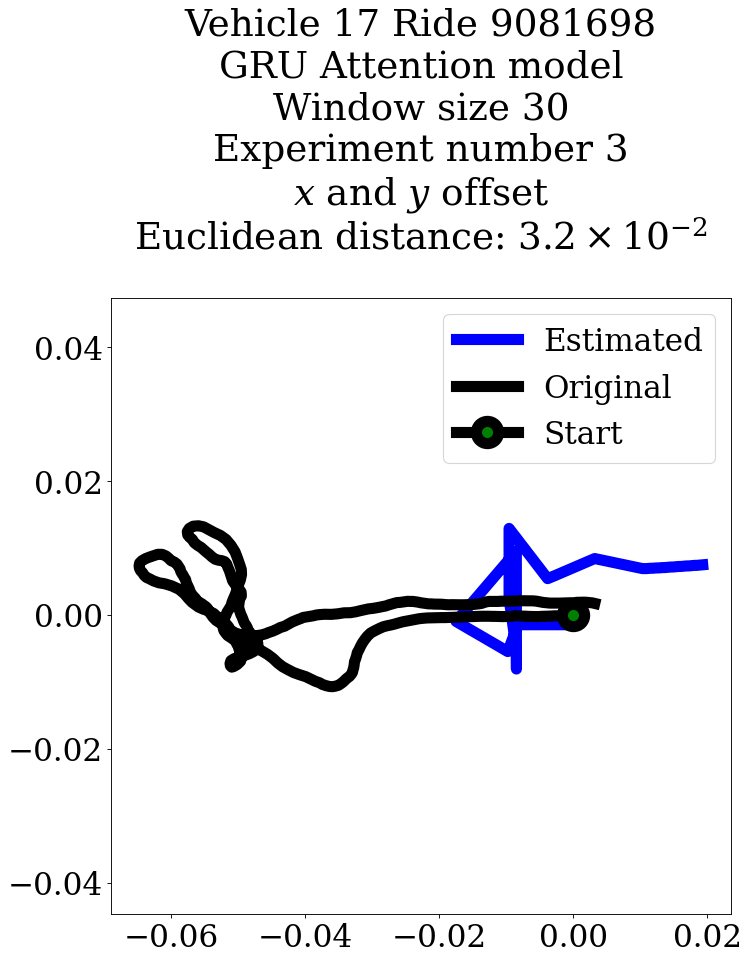 Vehicle 17 Ride 9081698
GRU Attention model
Window size 30
Experiment number 3
x and y offset
Euclidean distance: 3.2 × 10⁻²
Estimated
Original
Start
0.04
0.02
0.00
−0.02
−0.04
−0.06 −0.04 −0.02 0.00 0.02